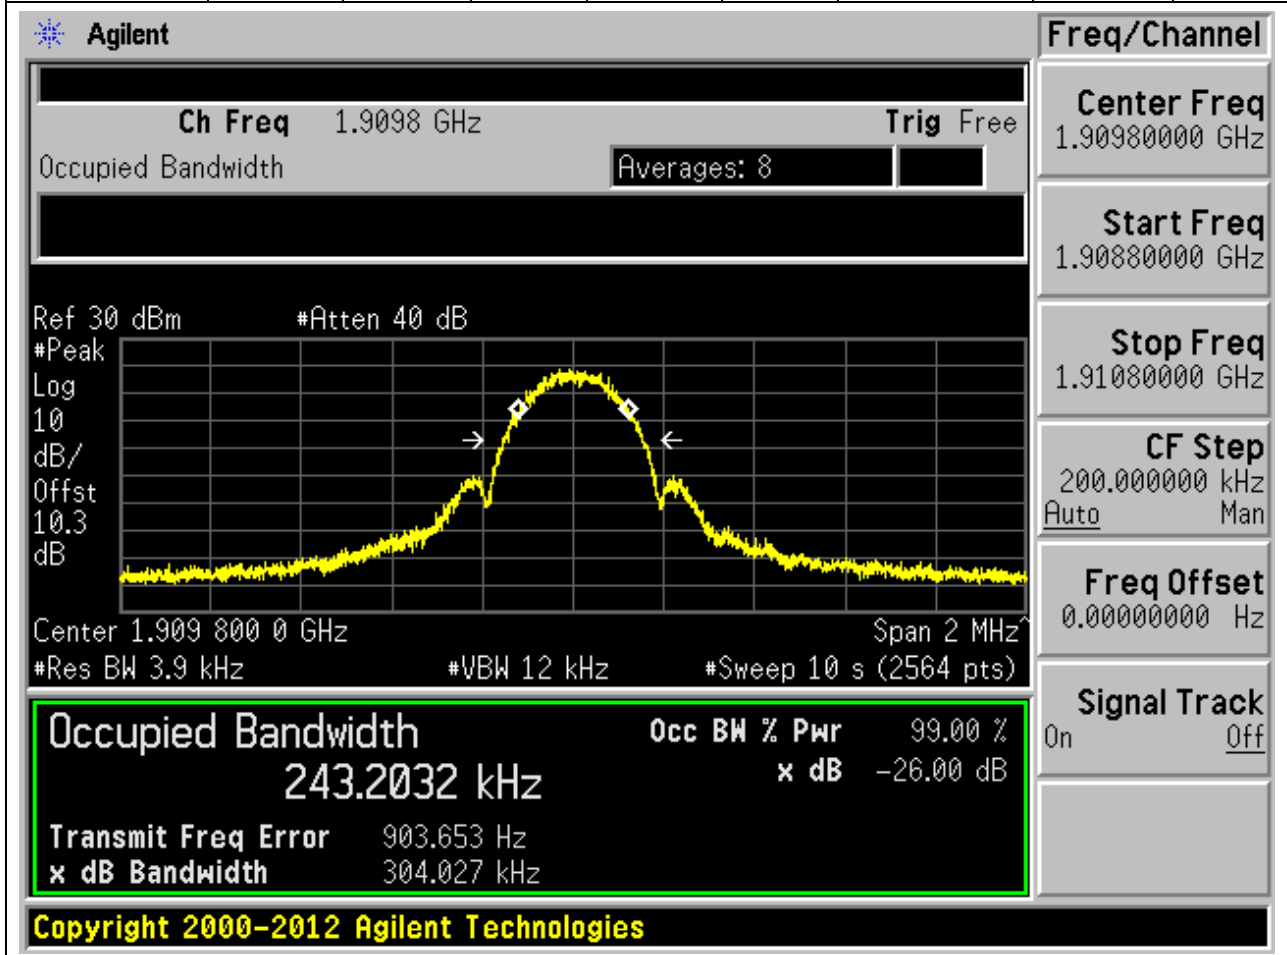 Agilent
Freq/Channel
Ch Freq 1.9098 GHz Trig Free
Occupied Bandwidth Averages: 8
Center Freq
1.90980000 GHz
Start Freq
1.90880000 GHz
Stop Freq
1.91080000 GHz
CF Step
200.000000 kHz
Auto Man
Freq Offset
0.00000000 Hz
Signal Track
On Off
Ref 30 dBm #Atten 40 dB
#Peak
Log
10
dB/
Offst
10.3
dB
Center 1.909 800 0 GHz Span 2 MHz^
#Res BW 3.9 kHz #VBW 12 kHz #Sweep 10 s (2564 pts)
Occupied Bandwidth Occ BW % Pwr 99.00 %
243.2032 kHz x dB -26.00 dB
Transmit Freq Error 903.653 Hz
x dB Bandwidth 304.027 kHz
Copyright 2000-2012 Agilent Technologies